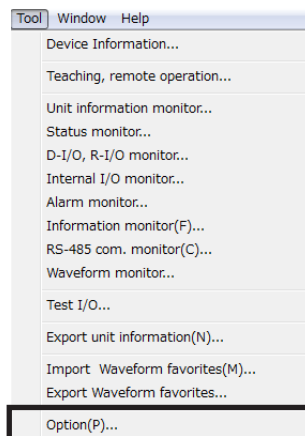 Tool Window Help
Device Information...
Teaching, remote operation...
Unit information monitor...
Status monitor...
D-I/O, R-I/O monitor...
Internal I/O monitor...
Alarm monitor...
Information monitor(F)...
RS-485 com. monitor(C)...
Waveform monitor...
Test I/O...
Export unit information(N)...
Import Waveform favorites(M)...
Export Waveform favorites...
Option(P)...